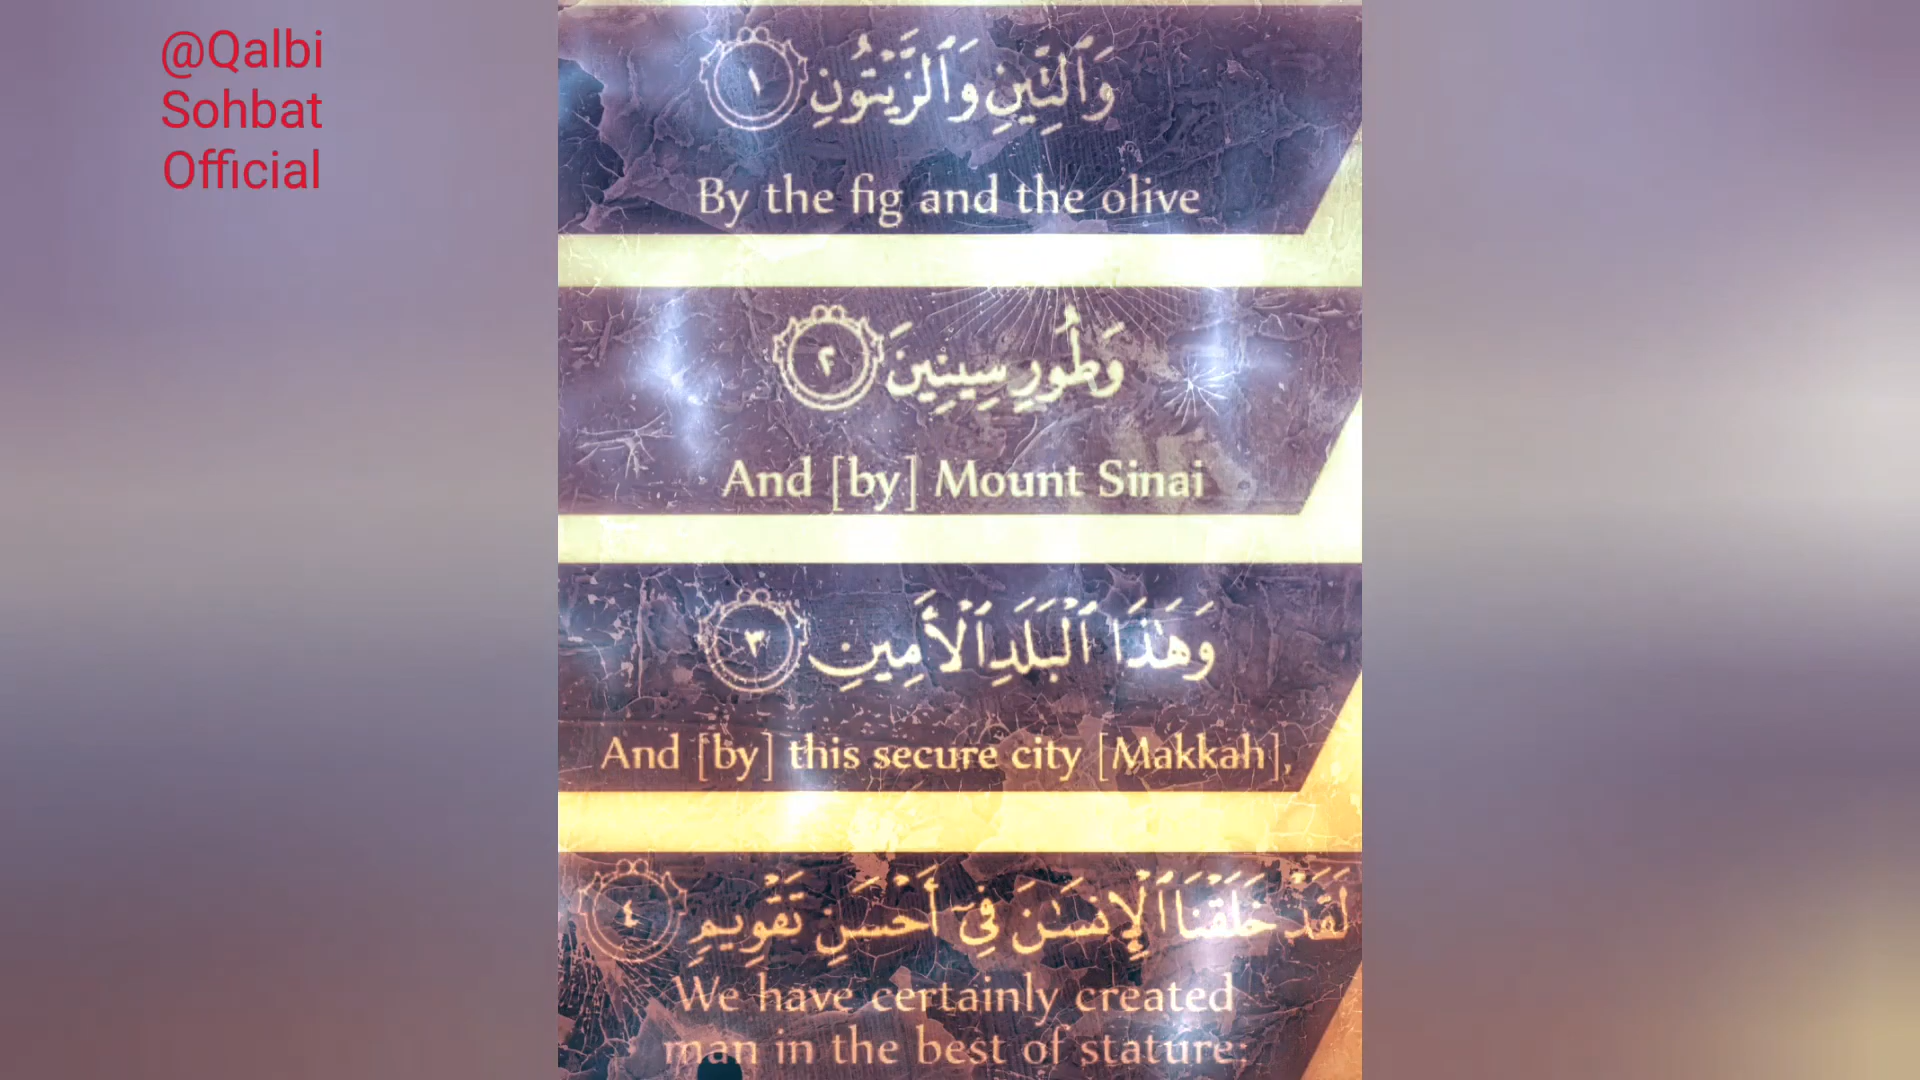 @Qalbi
Sohbat
Official
وَٱلتِّينِ وَٱلزَّيْتُونِ ١
By the fig and the olive
وَطُورِ سِينِينَ ٢
And [by] Mount Sinai
وَهَٰذَا ٱلْبَلَدِ ٱلْأَمِينِ ٣
And [by] this secure city [Makkah],
لَقَدْ خَلَقْنَا ٱلْإِنسَٰنَ فِىٓ أَحْسَنِ تَقْوِيمٍ ٤
We have certainly created
man in the best of stature: